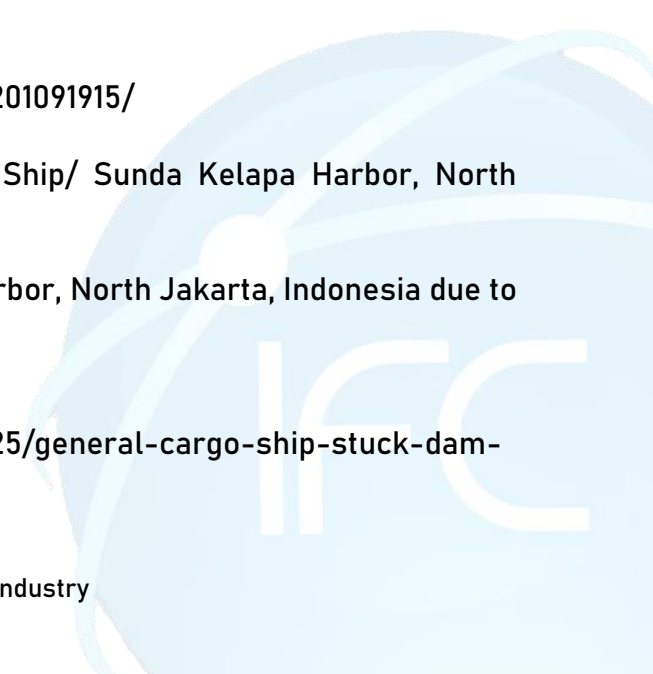 201091915/
Ship/ Sunda Kelapa Harbor, North
rbor, North Jakarta, Indonesia due to
IFC
25/general-cargo-ship-stuck-dam-
ndustry